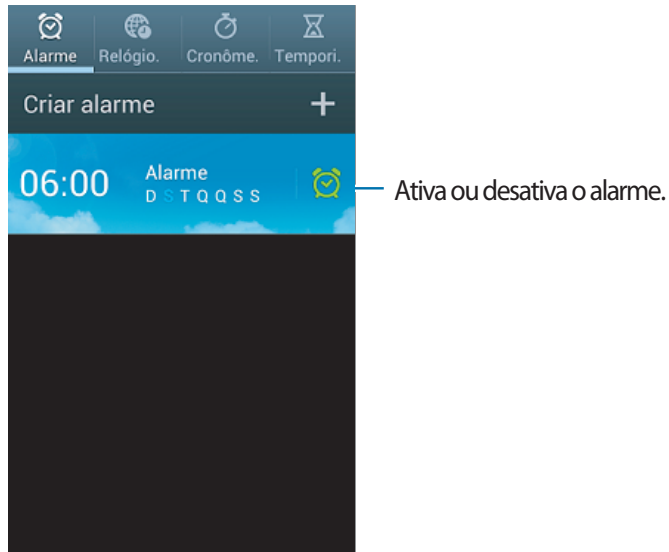 Alarme Relógio. Cronôme. Tempori.
Criar alarme +
06:00 Alarme
D S T Q Q S S
Ativa ou desativa o alarme.